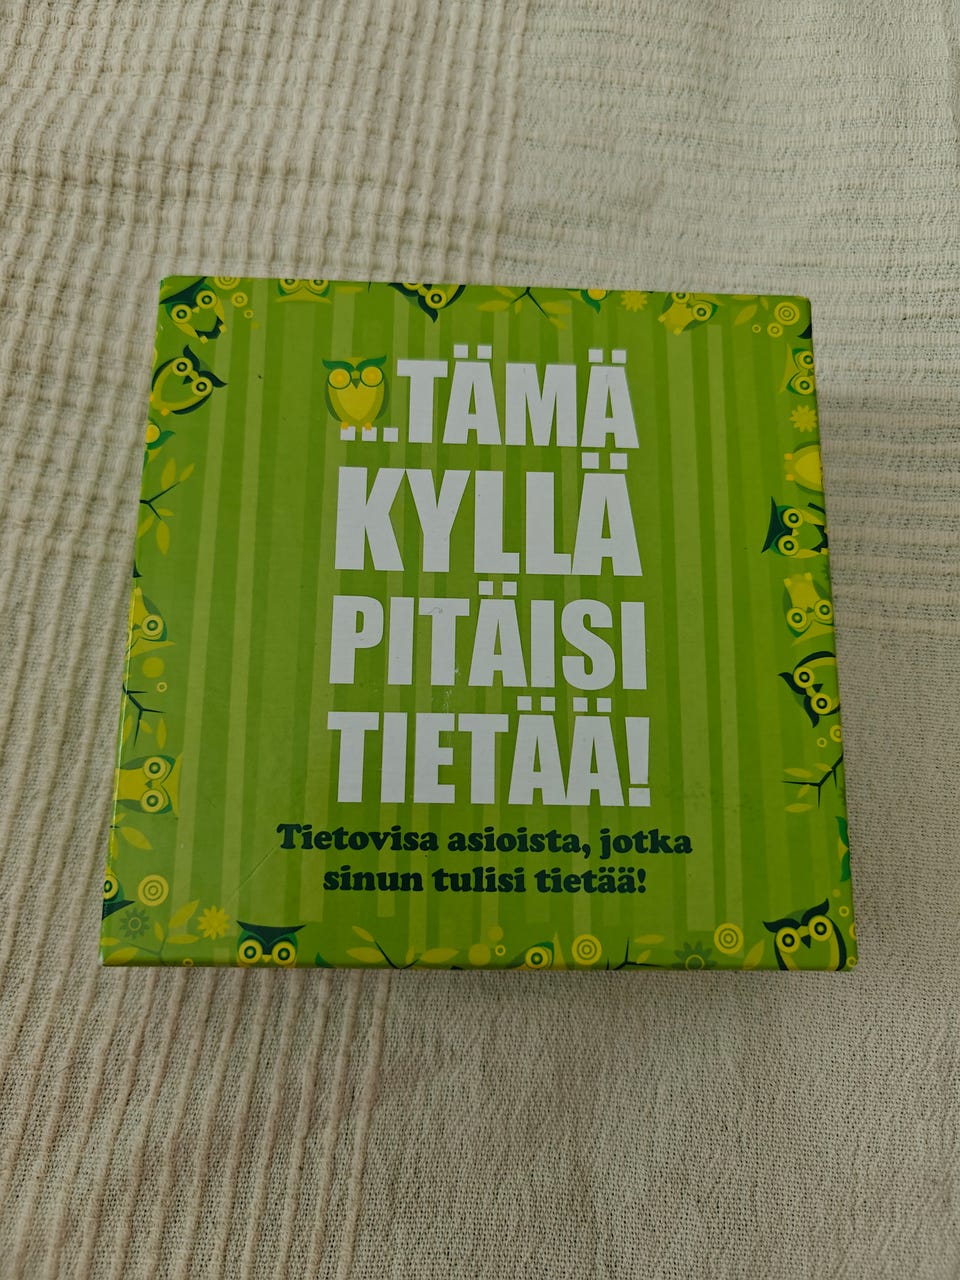 ...TÄMÄ
KYLLÄ
PITÄISI
TIETÄÄ!
Tietovisa asioista, jotka
sinun tulisi tietää!